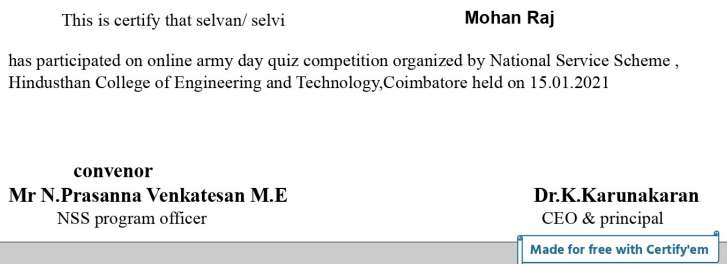 This is certify that selvan/ selvi Mohan Raj
has participated on online army day quiz competition organized by National Service Scheme ,
Hindusthan College of Engineering and Technology,Coimbatore held on 15.01.2021
convenor
Mr N.Prasanna Venkatesan M.E Dr.K.Karunakaran
NSS program officer CEO & principal
Made for free with Certify'em